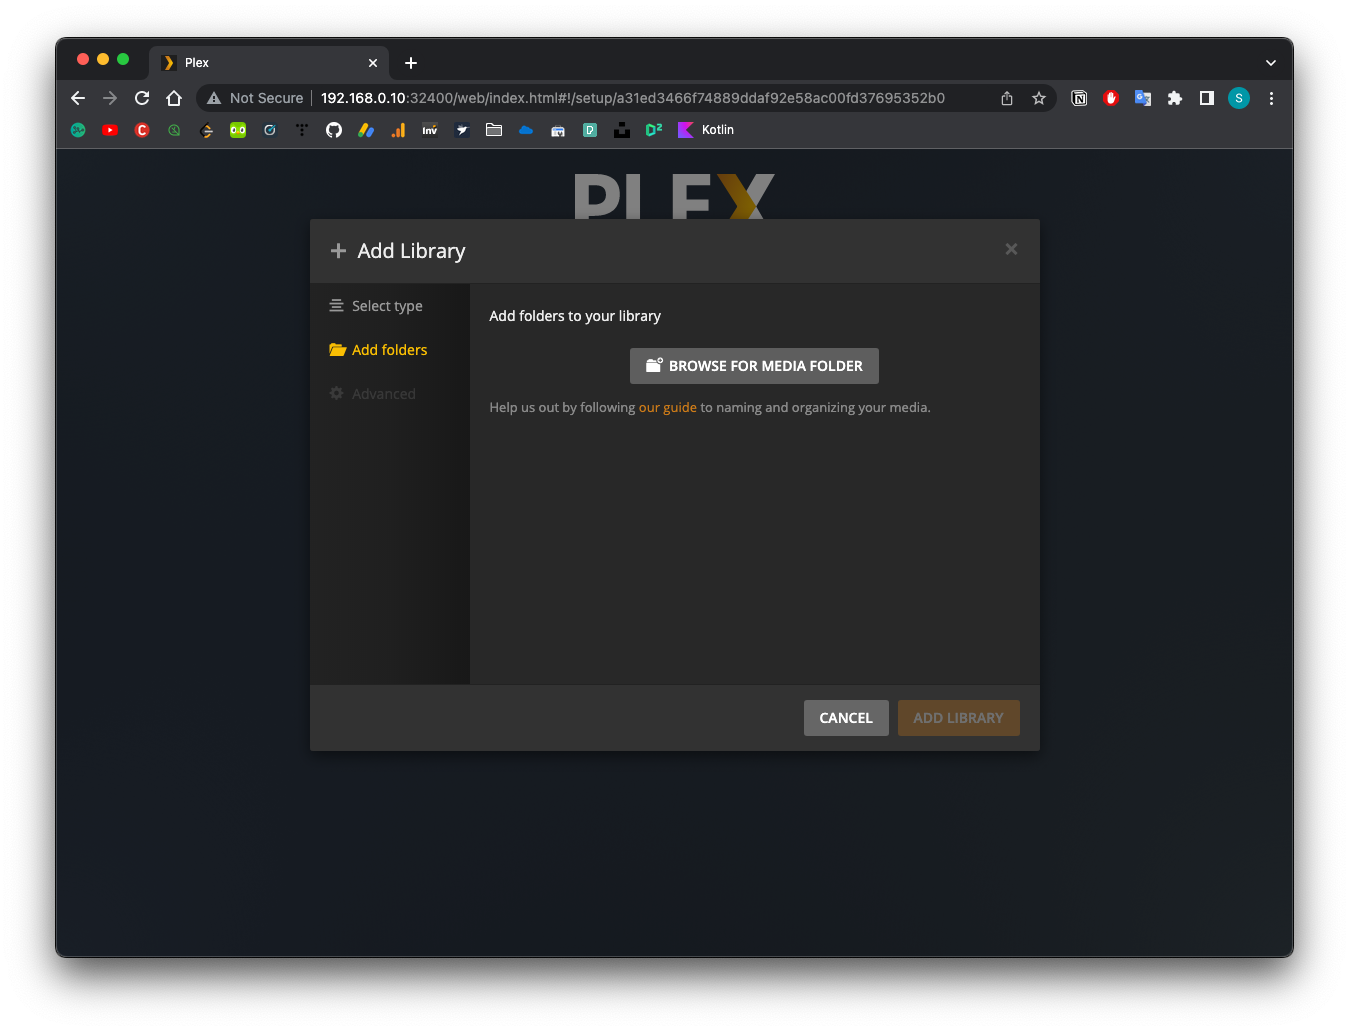 Plex
Not Secure 192.168.0.10:32400/web/index.html#!/setup/a31ed3466f74889ddaf92e58ac00fd37695352b0
S
Inv
Kotlin
PLEX
Add Library
Select type
Add folders to your library
Add folders
BROWSE FOR MEDIA FOLDER
Advanced
Help us out by following our guide to naming and organizing your media.
CANCEL ADD LIBRARY